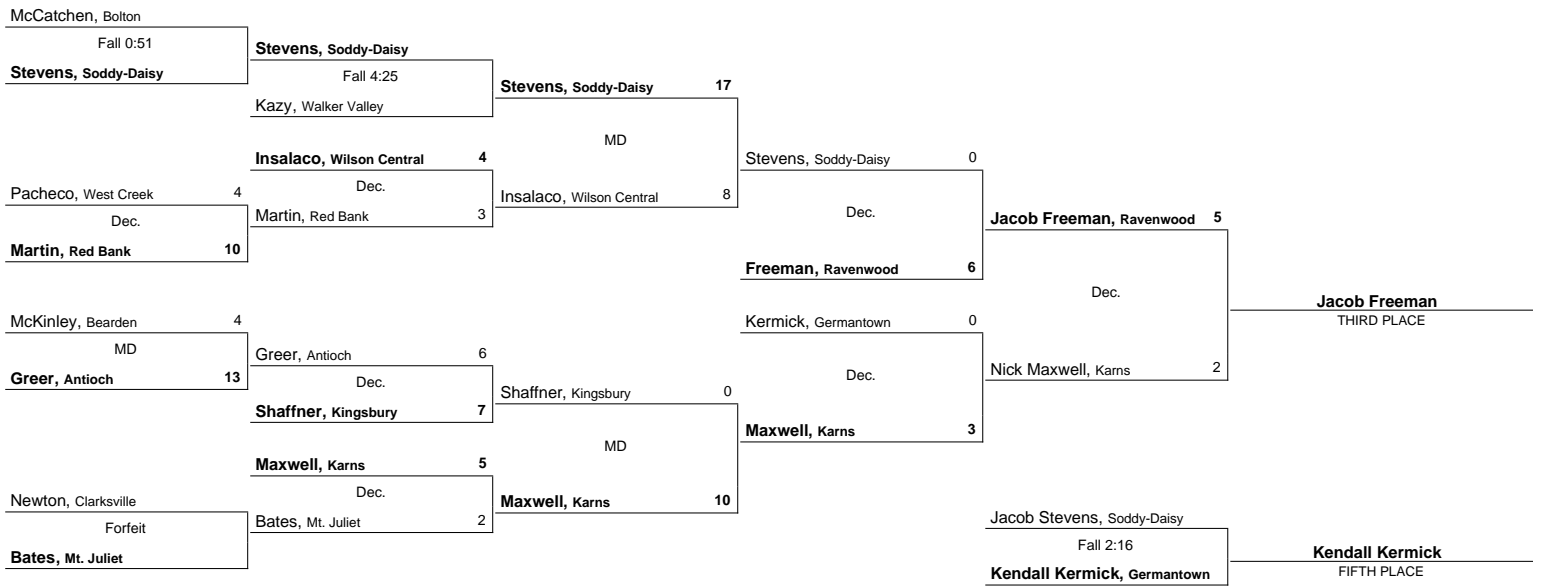 McCatchen, Bolton
Fall 0:51
Stevens, Soddy-Daisy
Pacheco, West Creek 4
Dec.
Martin, Red Bank 10
McKinley, Bearden 4
MD
Greer, Antioch 13
Newton, Clarksville
Forfeit
Bates, Mt. Juliet
Stevens, Soddy-Daisy
Fall 4:25
Kazy, Walker Valley
Insalaco, Wilson Central 4
Dec.
Martin, Red Bank 3
Greer, Antioch 6
Dec.
Shaffner, Kingsbury 7
Maxwell, Karns 5
Dec.
Bates, Mt. Juliet 2
Stevens, Soddy-Daisy 17
MD
Insalaco, Wilson Central 8
Shaffner, Kingsbury 0
MD
Maxwell, Karns 10
Stevens, Soddy-Daisy 0
Dec.
Freeman, Ravenwood 6
Kermick, Germantown 0
Dec.
Maxwell, Karns 3
Jacob Freeman, Ravenwood 5
Dec.
Nick Maxwell, Karns 2
Jacob Freeman
THIRD PLACE
Jacob Stevens, Soddy-Daisy
Fall 2:16
Kendall Kermick, Germantown
Kendall Kermick
FIFTH PLACE